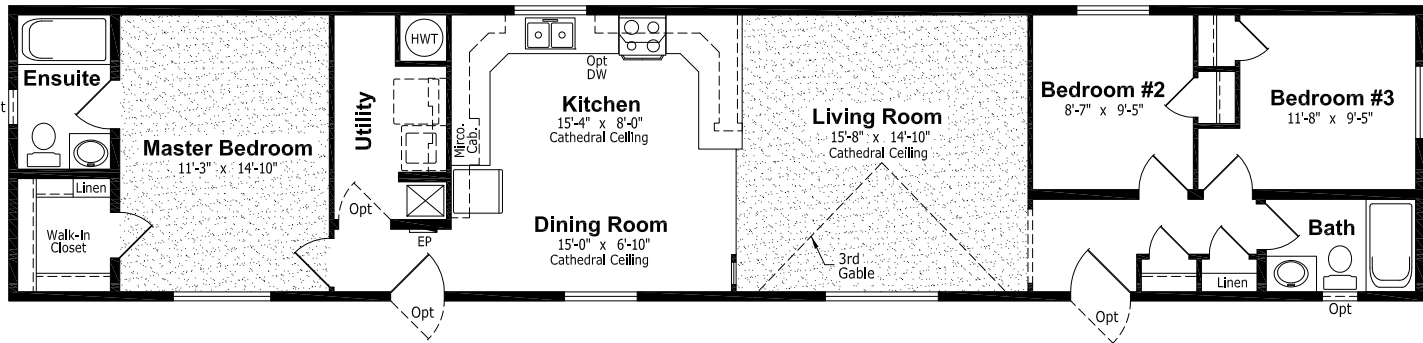 Ensuite
t
Linen
Walk-In
Closet
Master Bedroom
11'-3" x 14'-10"
HWT
Utility
Opt
EP
Opt
Opt
DW
Kitchen
15'-4" x 8'-0"
Cathedral Ceiling
Mirco.
Cab.
Dining Room
15'-0" x 6'-10"
Cathedral Ceiling
Living Room
15'-8" x 14'-10"
Cathedral Ceiling
3rd
Gable
Bedroom #2
8'-7" x 9'-5"
Bedroom #3
11'-8" x 9'-5"
Linen
Bath
Opt
Opt